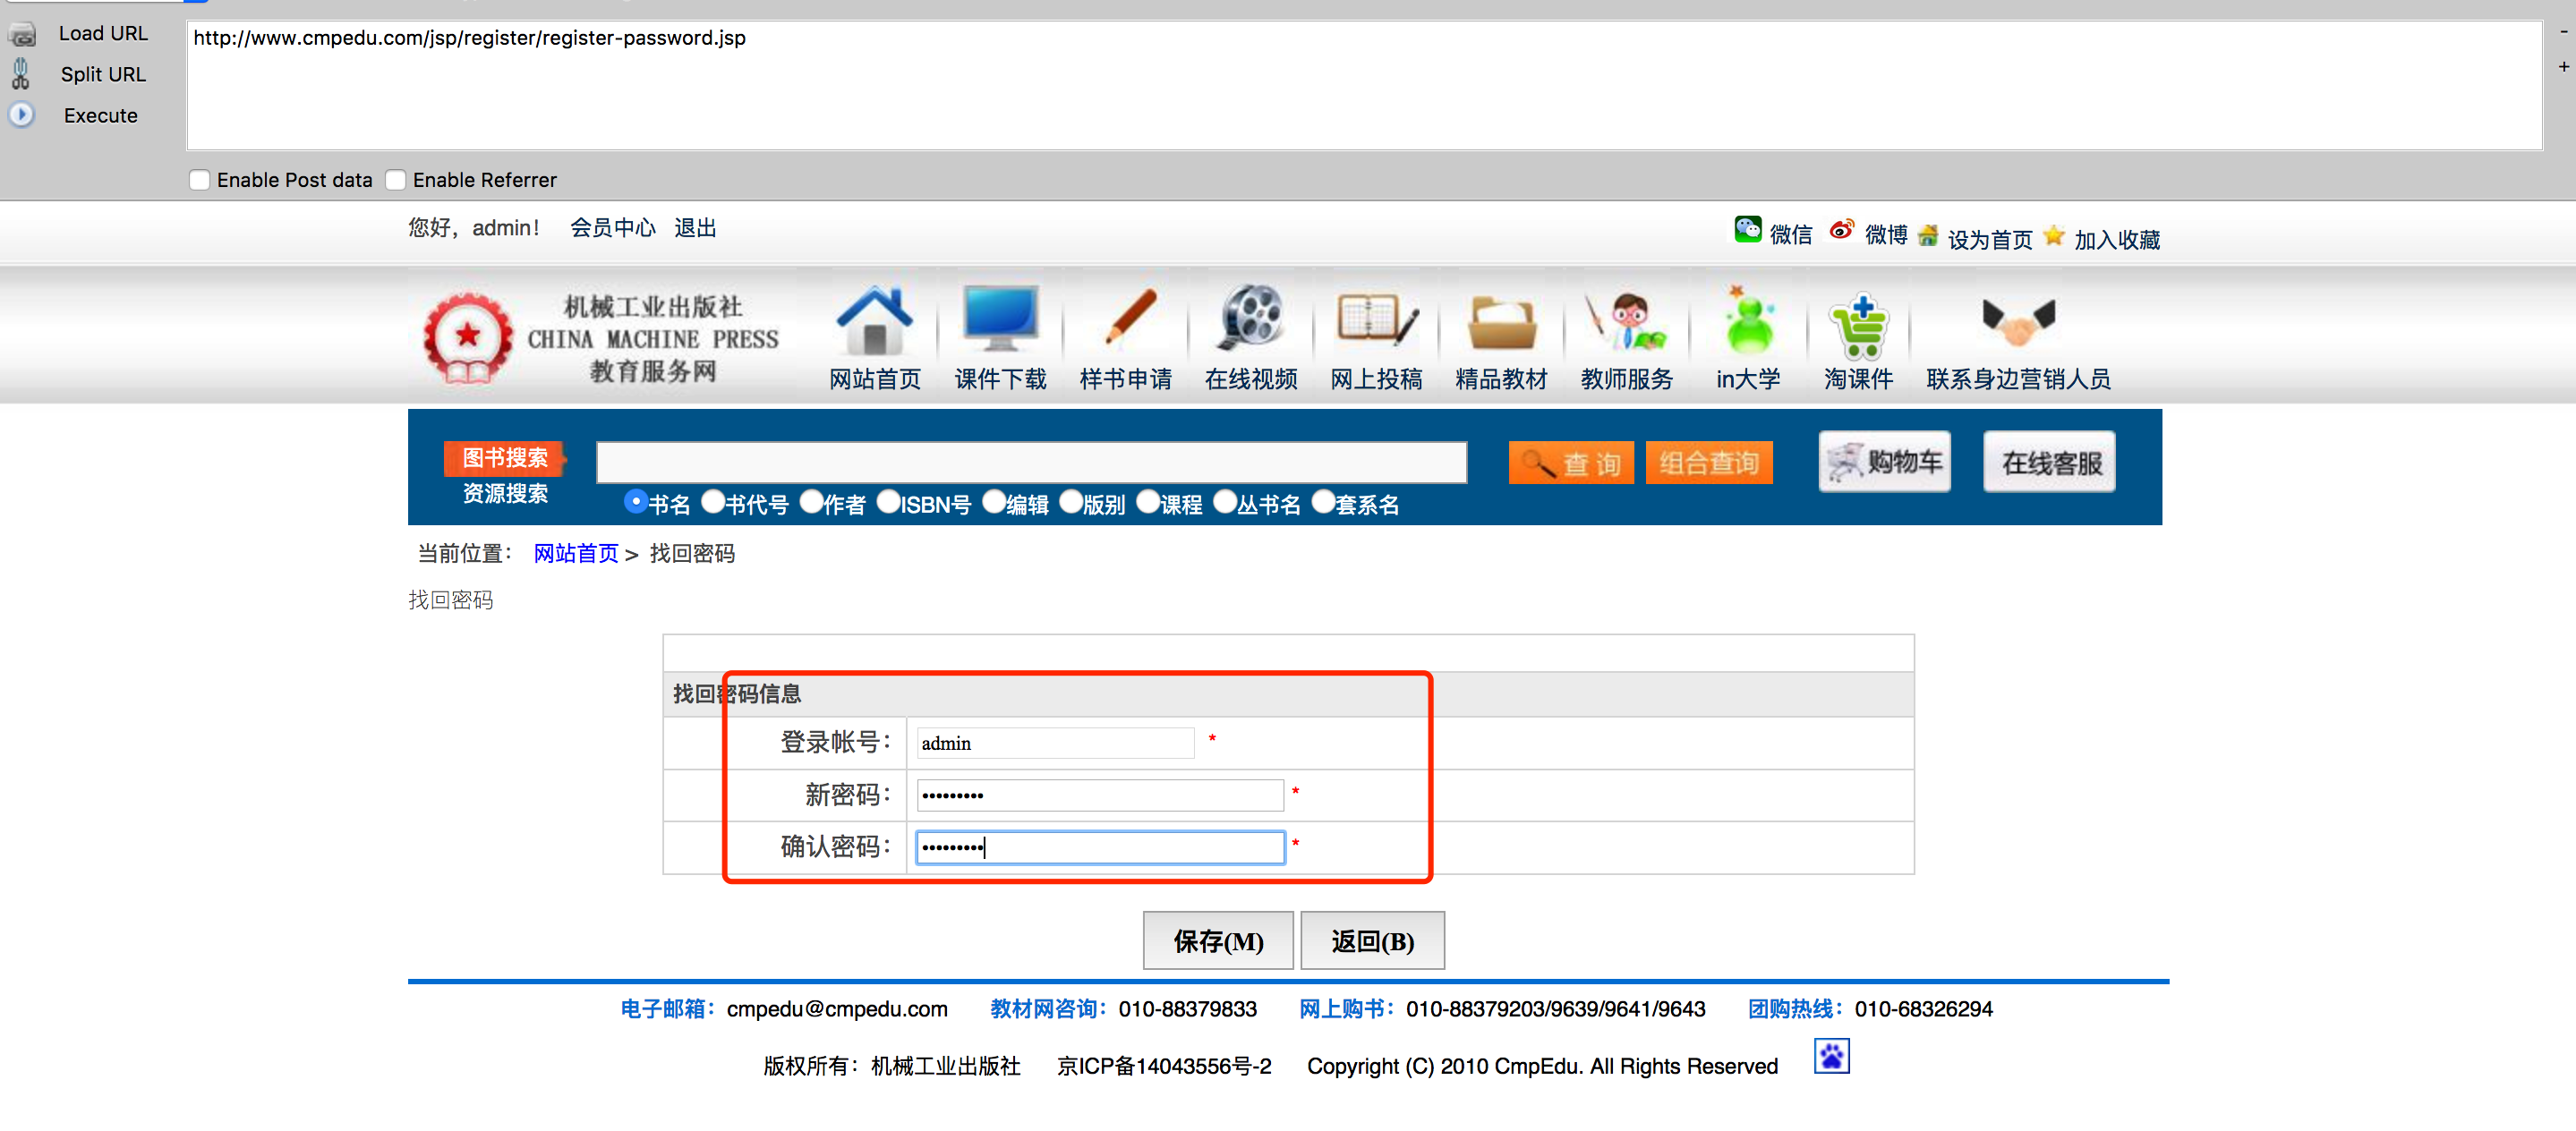 Load URL
http://www.cmpedu.com/jsp/register/register-password.jsp
-
Split URL
+
Execute
Enable Post data Enable Referrer
您好，admin！ 会员中心 退出
微信 微博 设为首页 加入收藏
机械工业出版社
CHINA MACHINE PRESS
教育服务网
网站首页 课件下载 样书申请 在线视频 网上投稿 精品教材 教师服务 in大学 淘课件 联系身边营销人员
图书搜索
查 询 组合查询 购物车 在线客服
资源搜索
书名 书代号 作者 ISBN号 编辑 版别 课程 丛书名 套系名
当前位置： 网站首页 > 找回密码
找回密码
找回密码信息
登录帐号： admin *
新密码： ••••••••• *
确认密码： ••••••••• *
保存(M) 返回(B)
电子邮箱：cmpedu@cmpedu.com 教材网咨询：010-88379833 网上购书：010-88379203/9639/9641/9643 团购热线：010-68326294
版权所有：机械工业出版社 京ICP备14043556号-2 Copyright (C) 2010 CmpEdu. All Rights Reserved